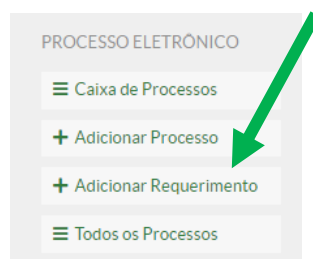 PROCESSO ELETRÔNICO
Caixa de Processos
Adicionar Processo
Adicionar Requerimento
Todos os Processos